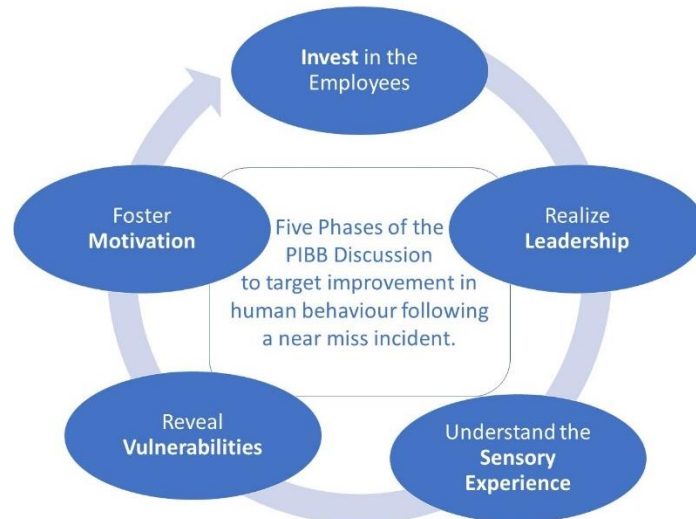 Invest in the
Employees
Realize
Leadership
Understand the
Sensory
Experience
Reveal
Vulnerabilities
Foster
Motivation
Five Phases of the
PIBB Discussion
to target improvement in
human behaviour following
a near miss incident.